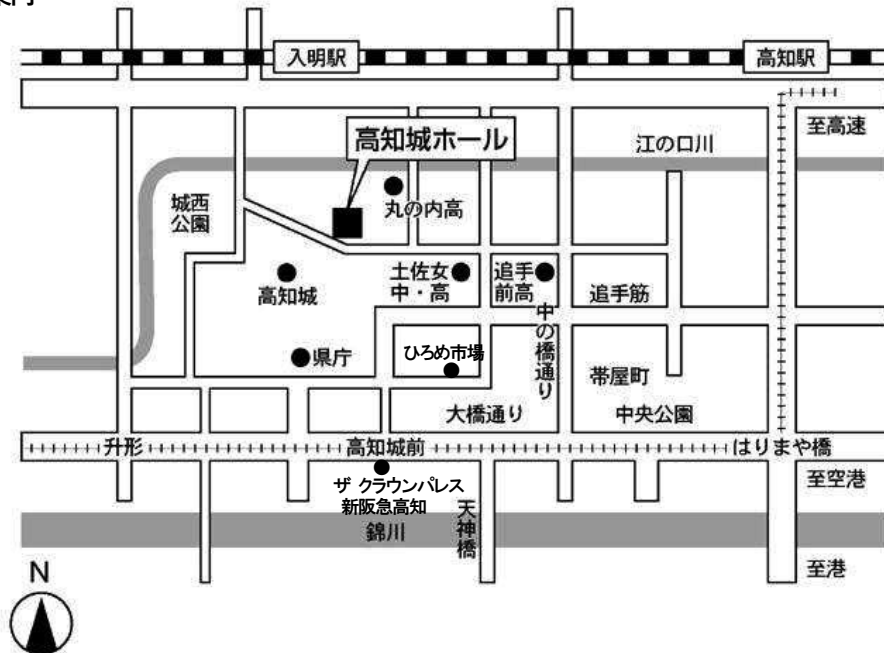 入明駅
高知駅
高知城ホール
江の口川
至高速
城西
公園
丸の内高
高知城
土佐女
中・高
追手
前高
追手筋
中の橋通り
県庁
ひろめ市場
帯屋町
大橋通り
中央公園
升形
高知城前
はりまや橋
ザ クラウンパレス
新阪急高知
至空港
天神橋
錦川
至港
N